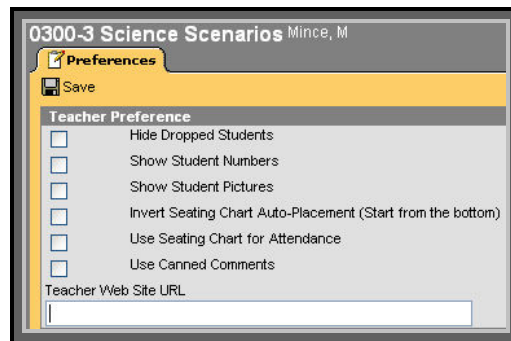 0300-3 Science Scenarios Mince, M
Preferences
Save
Teacher Preference
Hide Dropped Students
Show Student Numbers
Show Student Pictures
Invert Seating Chart Auto-Placement (Start from the bottom)
Use Seating Chart for Attendance
Use Canned Comments
Teacher Web Site URL